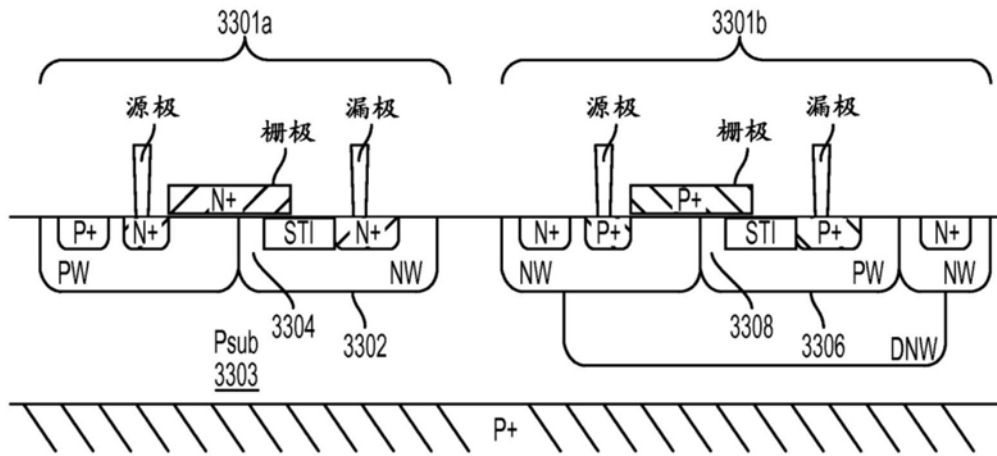 3301a 3301b
源极 漏极 源极 漏极
栅极 栅极
N+ P+
P+ N+ STI N+ N+ P+ STI P+ N+
PW NW NW PW NW
3304 3302 3308 3306 DNW
Psub
3303
P+